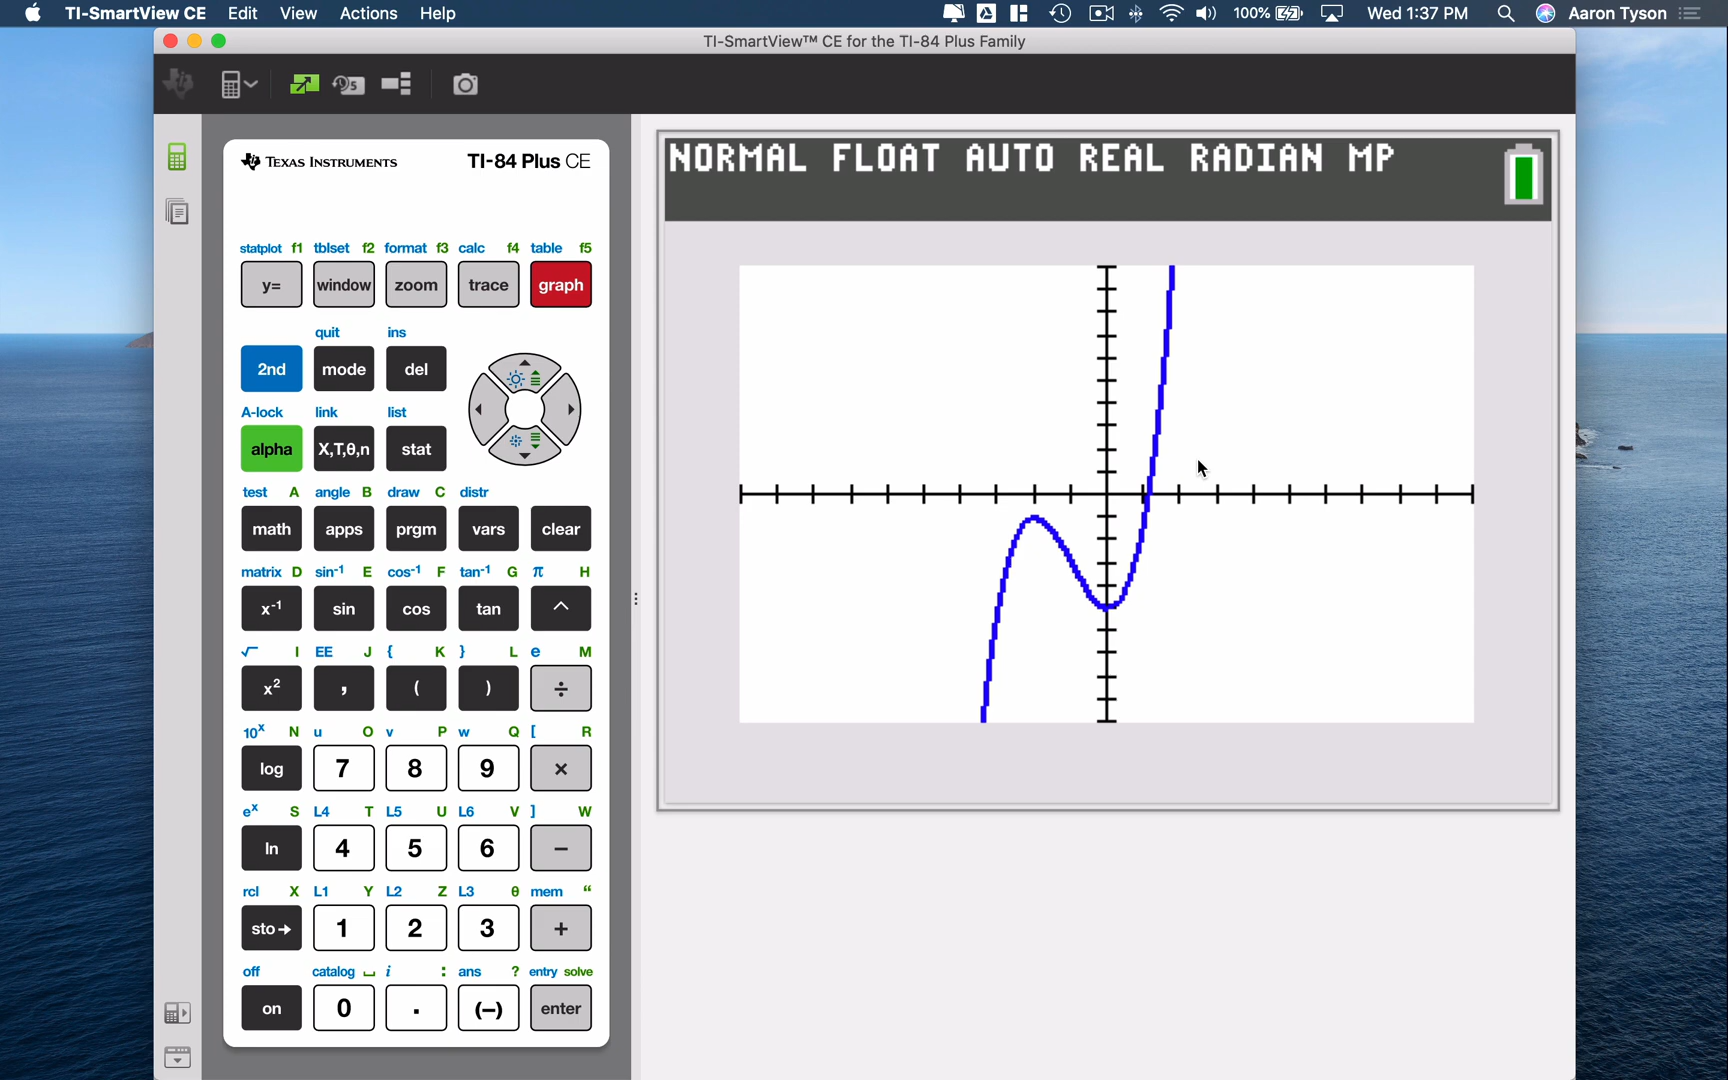 TI-SmartView CE Edit View Actions Help 100% Wed 1:37 PM Aaron Tyson
TI-SmartView™ CE for the TI-84 Plus Family
TEXAS INSTRUMENTS TI-84 Plus CE
statplot f1 tblset f2 format f3 calc f4 table f5
y= window zoom trace graph
quit ins
2nd mode del
A-lock link list
alpha X,T,θ,n stat
test A angle B draw C distr
math apps prgm vars clear
matrix D sin-1 E cos-1 F tan-1 G π H
x-1 sin cos tan ^
√ I EE J { K } L e M
x2 , ( ) ÷
10x N u O v P w Q [ R
log 7 8 9 ×
ex S L4 T L5 U L6 V ] W
ln 4 5 6 −
rcl X L1 Y L2 Z L3 θ mem “
sto→ 1 2 3 +
off catalog ⎵ i : ans ? entry solve
on 0 . (−) enter
NORMAL FLOAT AUTO REAL RADIAN MP